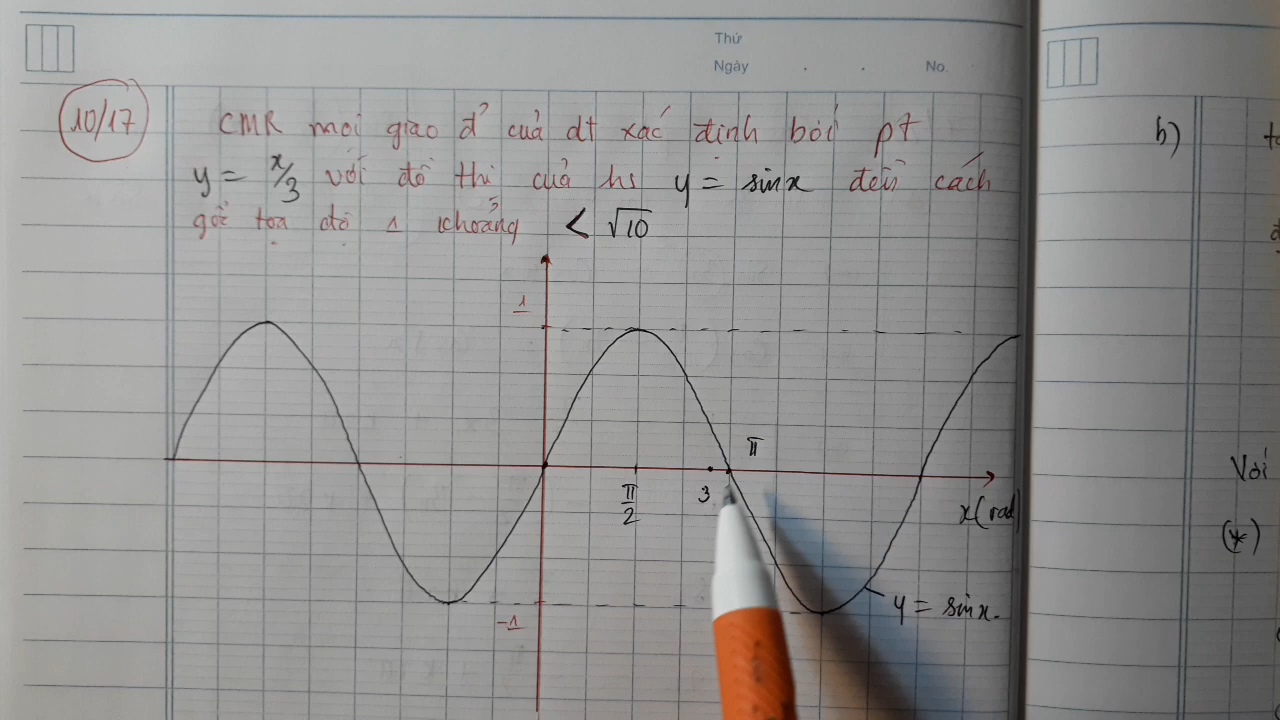 Thứ
Ngày . . No.
10/17
CMR mọi giao để của đt xác định bởi pt
y = x/3 với đồ thị của hs y = sinx đều cách
gốc tọa độ 1 khoảng < √10
1
π
π/2
3
x(rad)
y = sinx.
-1
b)
Với
(*)